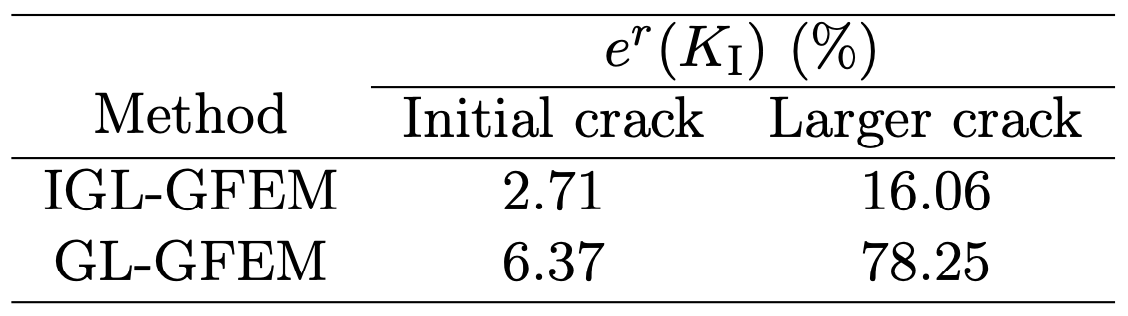 e^r(K_I) (%)
Method Initial crack Larger crack
IGL-GFEM 2.71 16.06
GL-GFEM 6.37 78.25